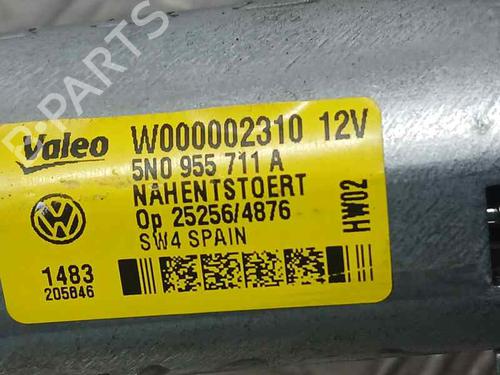 B-PARTS
Valeo W000002310 12V
5N0 955 711 A
NAHENTSTOERT
Op 25256/4876
SW4 SPAIN
HW02
1483
205846